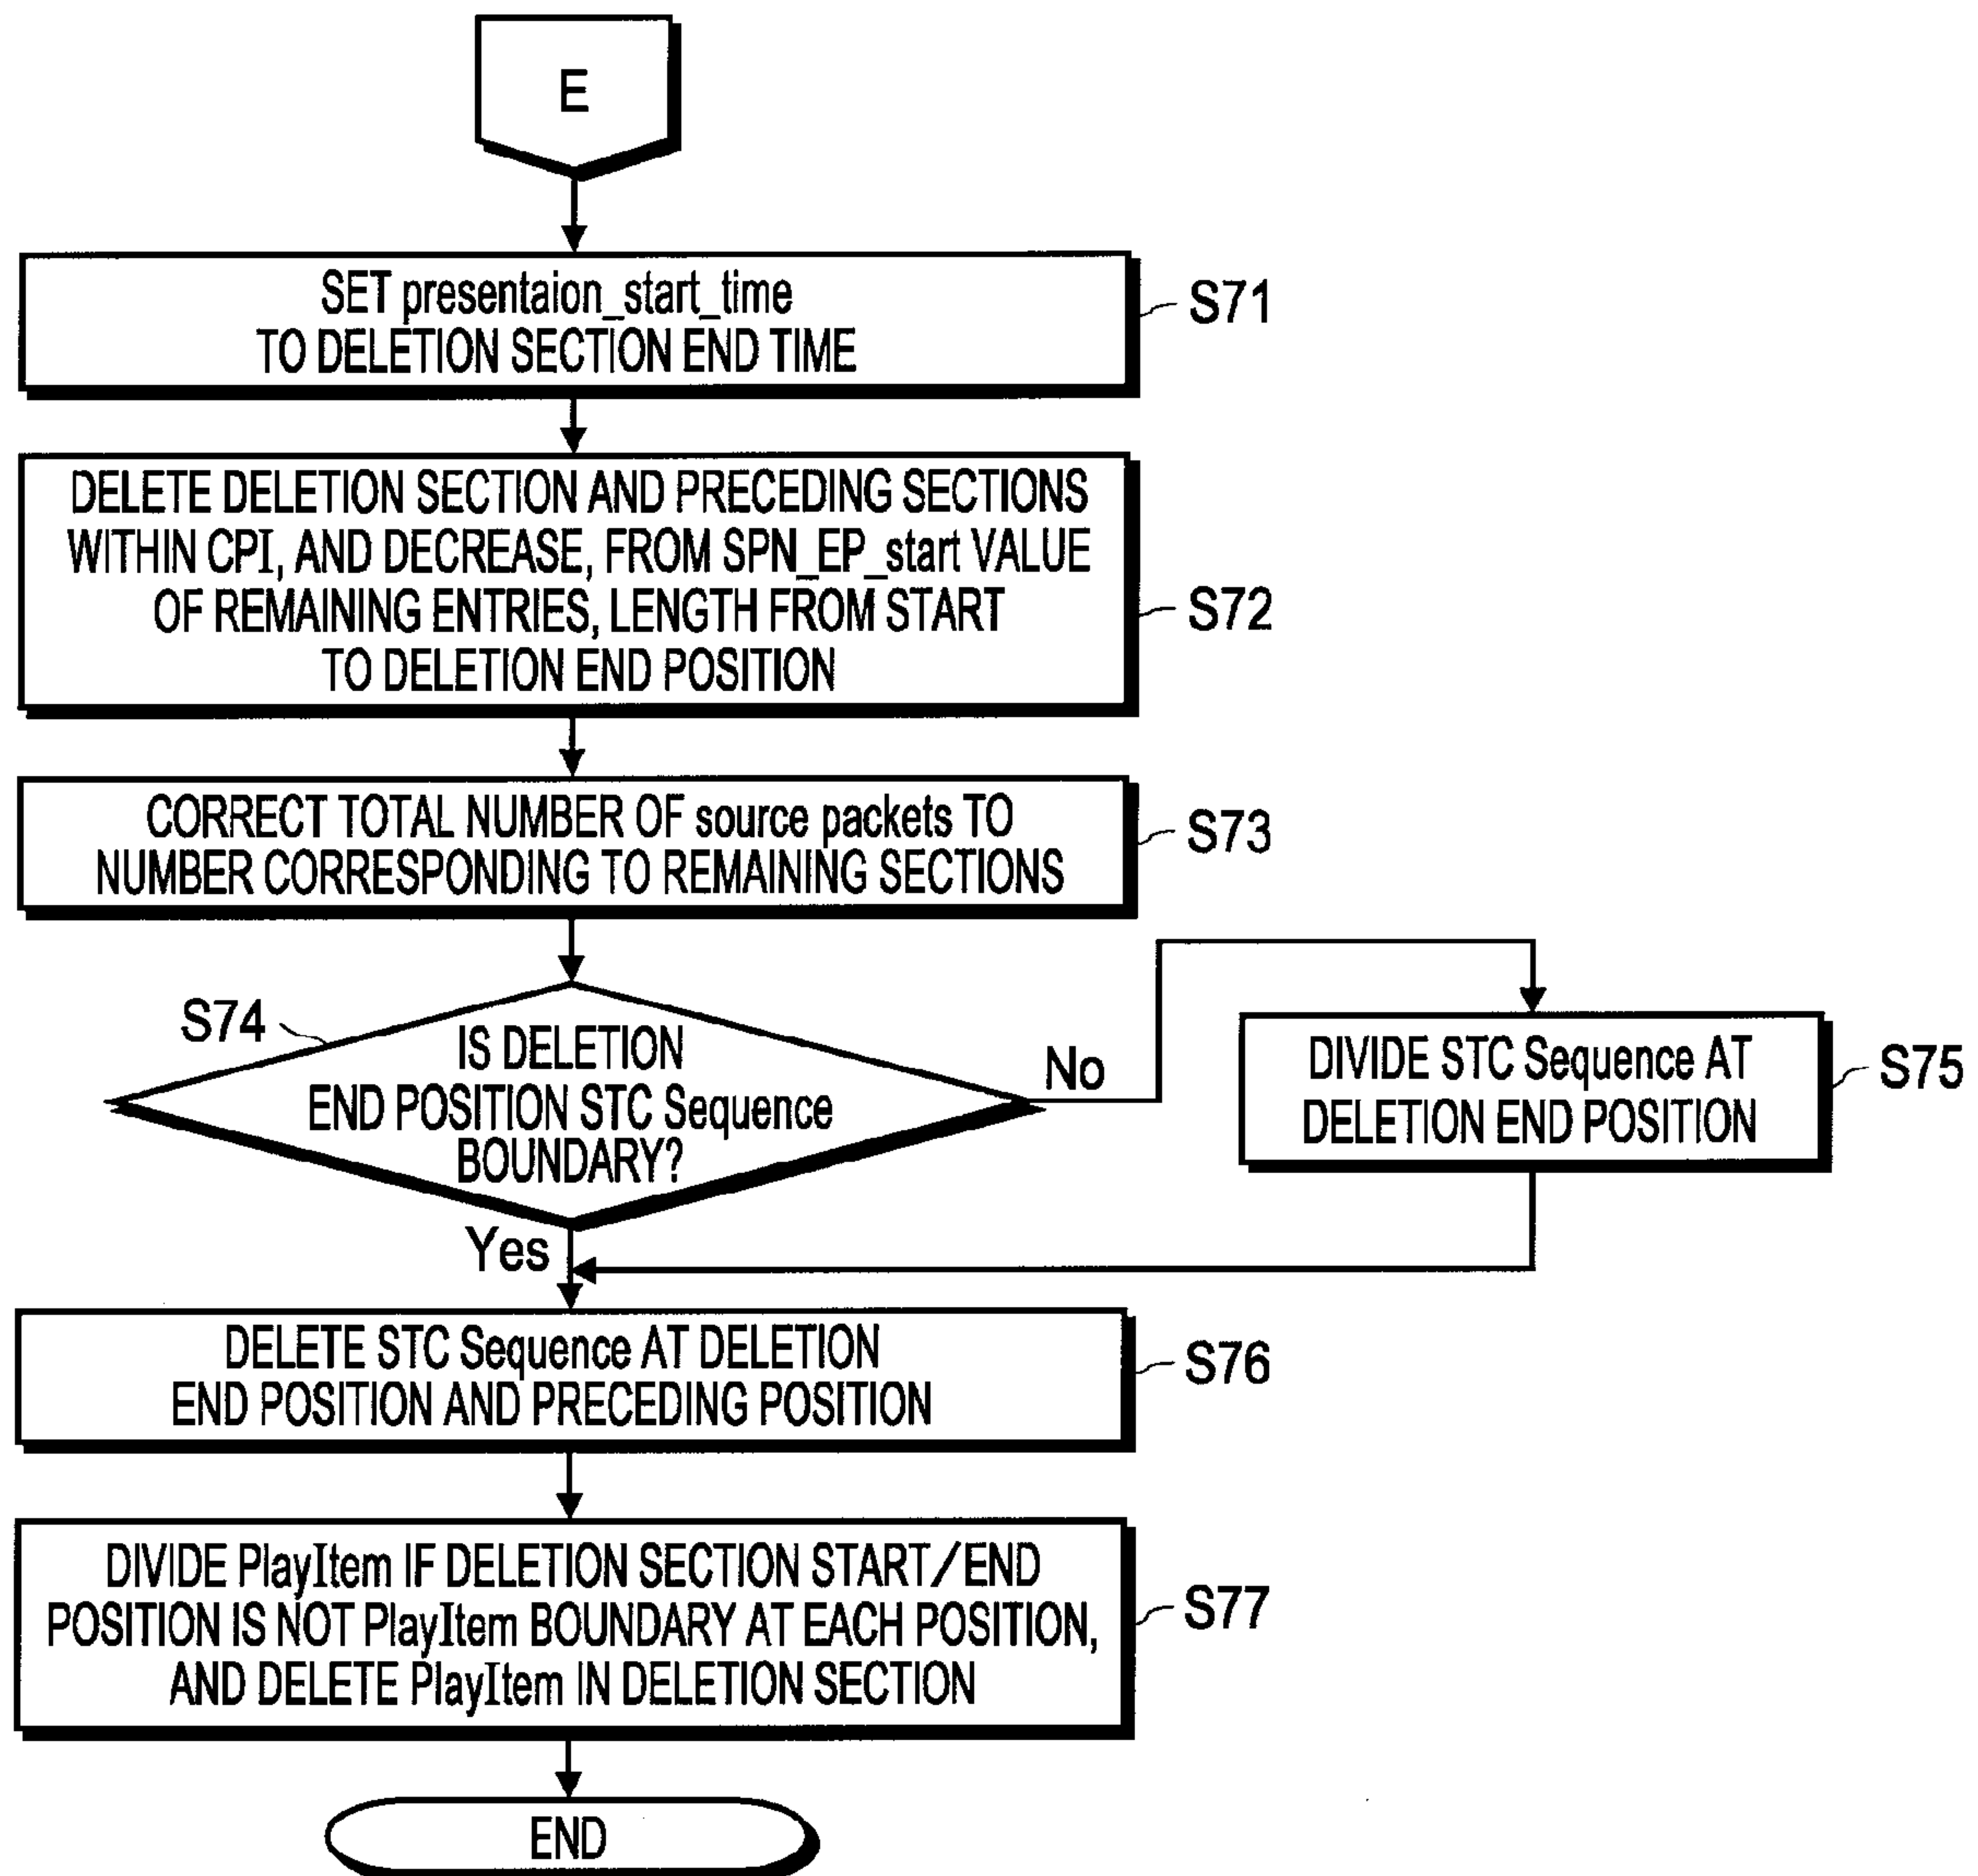 E
SET presentaion_start_time
TO DELETION SECTION END TIME
S71
DELETE DELETION SECTION AND PRECEDING SECTIONS
WITHIN CPI, AND DECREASE, FROM SPN_EP_start VALUE
OF REMAINING ENTRIES, LENGTH FROM START
TO DELETION END POSITION
S72
CORRECT TOTAL NUMBER OF source packets TO
NUMBER CORRESPONDING TO REMAINING SECTIONS
S73
S74
IS DELETION
END POSITION STC Sequence
BOUNDARY?
No
Yes
DIVIDE STC Sequence AT
DELETION END POSITION
S75
DELETE STC Sequence AT DELETION
END POSITION AND PRECEDING POSITION
S76
DIVIDE PlayItem IF DELETION SECTION START/END
POSITION IS NOT PlayItem BOUNDARY AT EACH POSITION,
AND DELETE PlayItem IN DELETION SECTION
S77
END